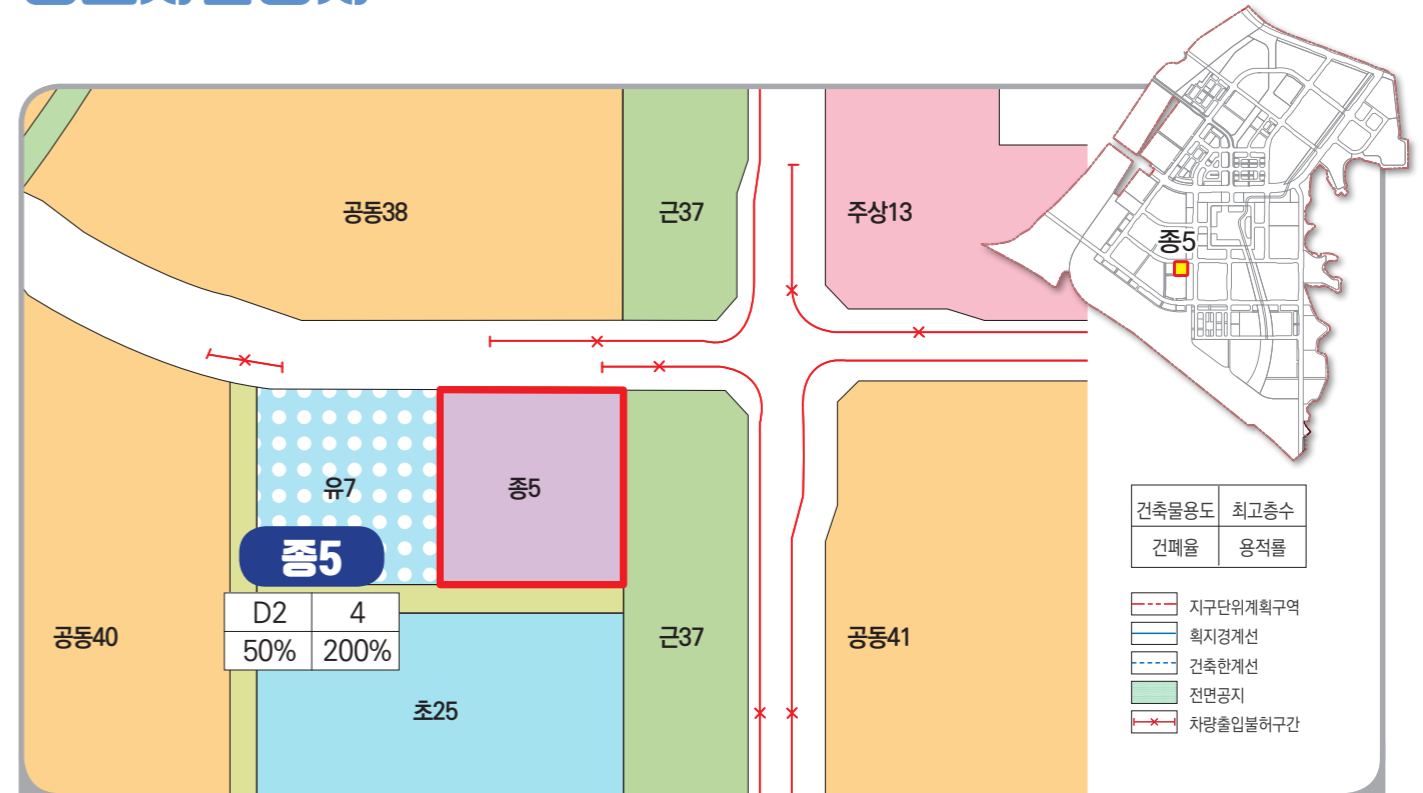 공동38
근37
주상13
종5
유7
종5
종5
D2 4
50% 200%
공동40
근37
공동41
초25
건축물용도 최고층수
건폐율 용적률
지구단위계획구역
획지경계선
건축한계선
전면공지
차량출입불허구간